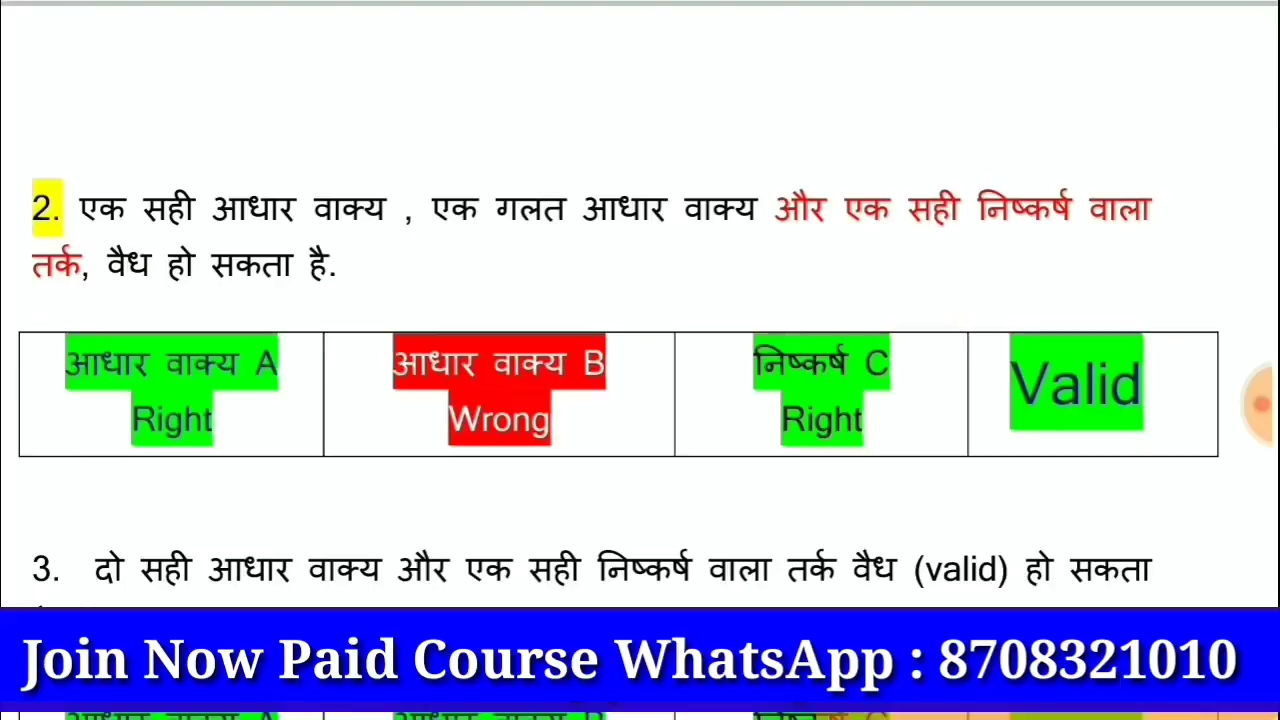 2. एक सही आधार वाक्य , एक गलत आधार वाक्य और एक सही निष्कर्ष वाला
तर्क, वैध हो सकता है.
आधार वाक्य A
Right
आधार वाक्य B
Wrong
निष्कर्ष C
Right
Valid
3. दो सही आधार वाक्य और एक सही निष्कर्ष वाला तर्क वैध (valid) हो सकता
Join Now Paid Course WhatsApp : 8708321010